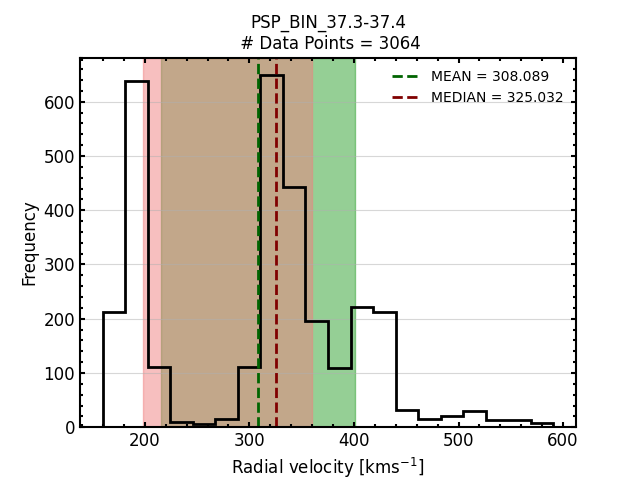 PSP_BIN_37.3-37.4
# Data Points = 3064
MEAN = 308.089
MEDIAN = 325.032
Frequency
600
500
400
300
200
100
0
200 300 400 500 600
Radial velocity [kms⁻¹]